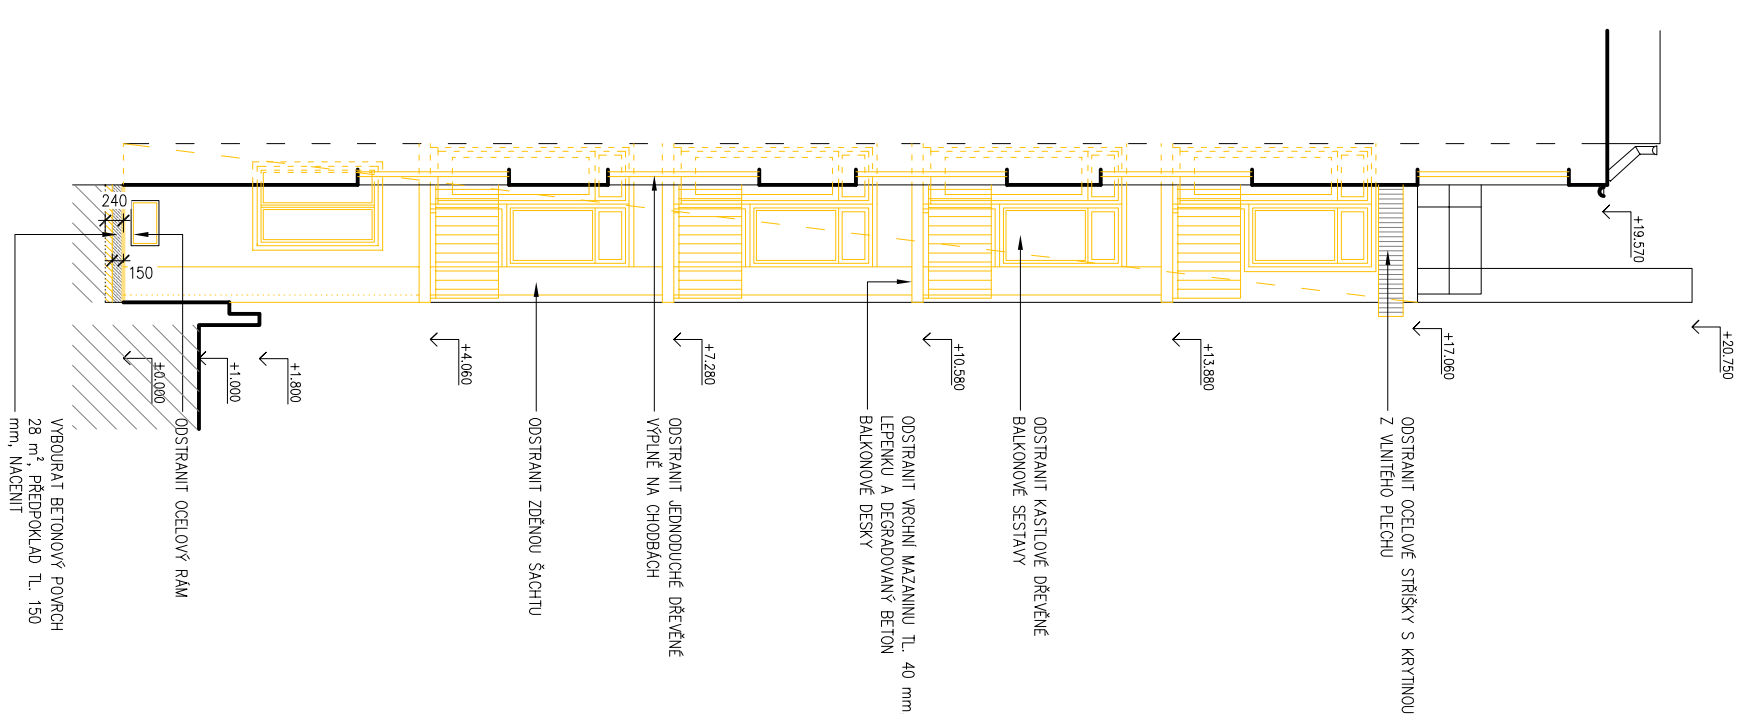 ODSTRANIT OCELOVÉ STŘÍŠKY S KRYTINOU
Z VLNITÉHO PLECHU
ODSTRANIT KASTLOVÉ DŘEVĚNÉ
BALKONOVÉ SESTAVY
ODSTRANIT VRCHNÍ MAZANINU TL. 40 mm
LEPENKU A DEGRADOVANÝ BETON
BALKONOVÉ DESKY
ODSTRANIT JEDNODUCHÉ DŘEVĚNÉ
VÝPLNĚ NA CHODBÁCH
ODSTRANIT ZDĚNOU ŠACHTU
ODSTRANIT OCELOVÝ RÁM
VYBOURAT BETONOVÝ POVRCH
28 m², PŘEDPOKLAD TL. 150
mm, NACENIT
+20.750
+19.570
+17.060
+13.880
+10.580
+7.280
+4.060
+1.800
+1.000
±0.000
240
150